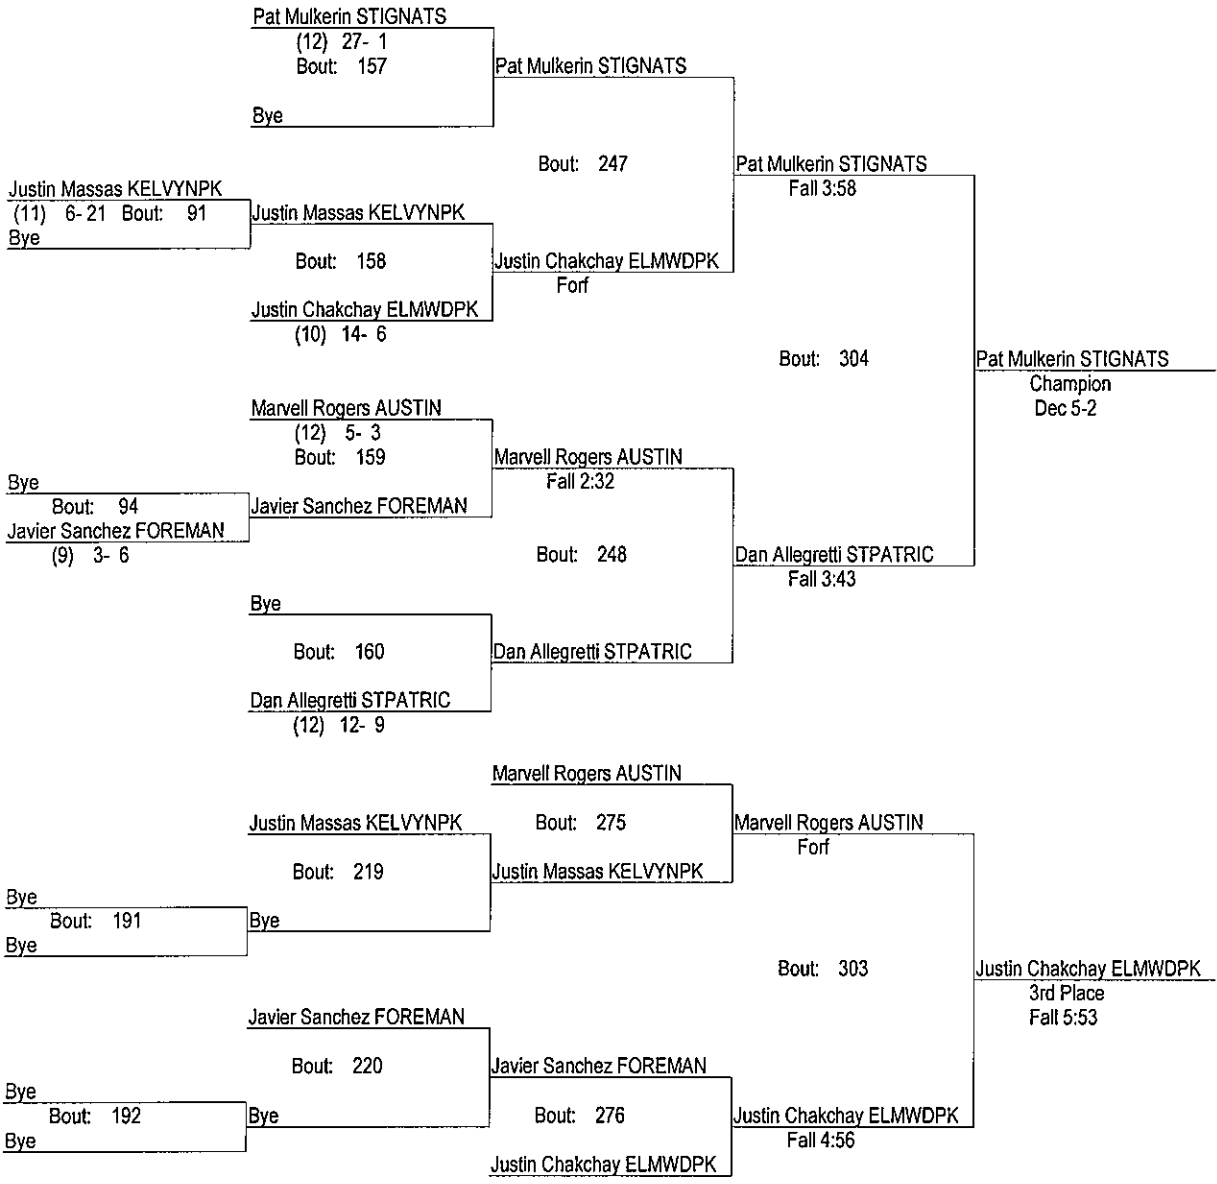 Pat Mulkerin STIGNATS
(12) 27- 1
Bout: 157
Pat Mulkerin STIGNATS
Bye
Bout: 247
Pat Mulkerin STIGNATS
Fall 3:58
Justin Massas KELVYNPK
(11) 6- 21 Bout: 91
Justin Massas KELVYNPK
Bye
Bout: 158
Justin Chakchay ELMWDPK
Forf
Justin Chakchay ELMWDPK
(10) 14- 6
Bout: 304
Pat Mulkerin STIGNATS
Champion
Dec 5-2
Marvell Rogers AUSTIN
(12) 5- 3
Bout: 159
Marvell Rogers AUSTIN
Fall 2:32
Bye
Bout: 94
Javier Sanchez FOREMAN
Javier Sanchez FOREMAN
(9) 3- 6
Bout: 248
Dan Allegretti STPATRIC
Fall 3:43
Bye
Bout: 160
Dan Allegretti STPATRIC
Dan Allegretti STPATRIC
(12) 12- 9
Marvell Rogers AUSTIN
Justin Massas KELVYNPK
Bout: 275
Marvell Rogers AUSTIN
Forf
Bout: 219
Justin Massas KELVYNPK
Bye
Bout: 191
Bye
Bye
Bout: 303
Justin Chakchay ELMWDPK
3rd Place
Fall 5:53
Javier Sanchez FOREMAN
Bout: 220
Javier Sanchez FOREMAN
Bye
Bout: 192
Bye
Bye
Bout: 276
Justin Chakchay ELMWDPK
Fall 4:56
Justin Chakchay ELMWDPK